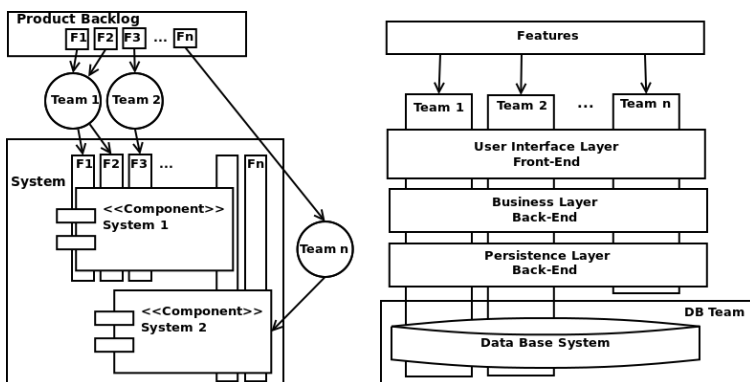 Product Backlog
F1 F2 F3 ... Fn
Team 1 Team 2
System
F1 F2 F3 ... Fn
<<Component>>
System 1
Team n
<<Component>>
System 2
Features
Team 1 Team 2 ... Team n
User Interface Layer
Front-End
Business Layer
Back-End
Persistence Layer
Back-End
DB Team
Data Base System